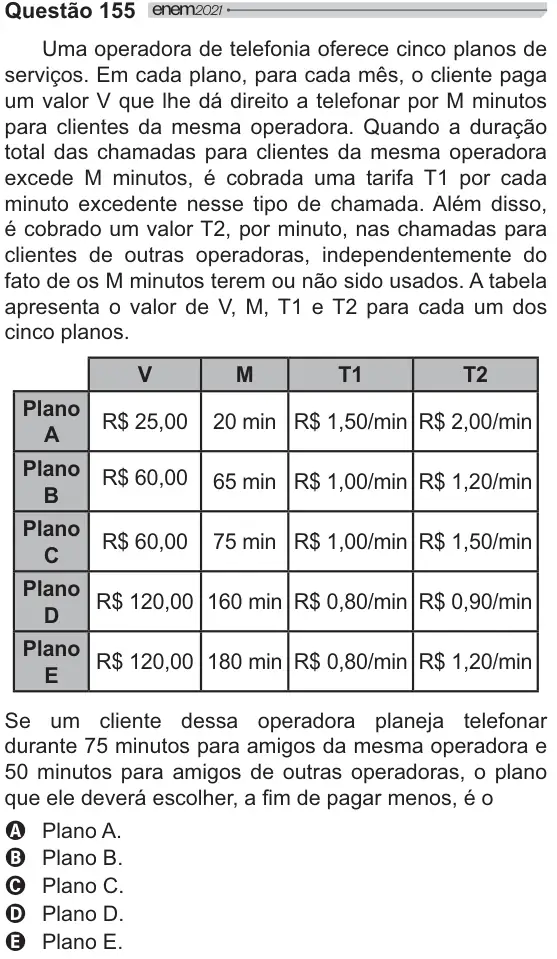 Questão 155 enem2021
Uma operadora de telefonia oferece cinco planos de
serviços. Em cada plano, para cada mês, o cliente paga
um valor V que lhe dá direito a telefonar por M minutos
para clientes da mesma operadora. Quando a duração
total das chamadas para clientes da mesma operadora
excede M minutos, é cobrada uma tarifa T1 por cada
minuto excedente nesse tipo de chamada. Além disso,
é cobrado um valor T2, por minuto, nas chamadas para
clientes de outras operadoras, independentemente do
fato de os M minutos terem ou não sido usados. A tabela
apresenta o valor de V, M, T1 e T2 para cada um dos
cinco planos.
V M T1 T2
Plano A R$ 25,00 20 min R$ 1,50/min R$ 2,00/min
Plano B R$ 60,00 65 min R$ 1,00/min R$ 1,20/min
Plano C R$ 60,00 75 min R$ 1,00/min R$ 1,50/min
Plano D R$ 120,00 160 min R$ 0,80/min R$ 0,90/min
Plano E R$ 120,00 180 min R$ 0,80/min R$ 1,20/min
Se um cliente dessa operadora planeja telefonar
durante 75 minutos para amigos da mesma operadora e
50 minutos para amigos de outras operadoras, o plano
que ele deverá escolher, a fim de pagar menos, é o
A Plano A.
B Plano B.
C Plano C.
D Plano D.
E Plano E.